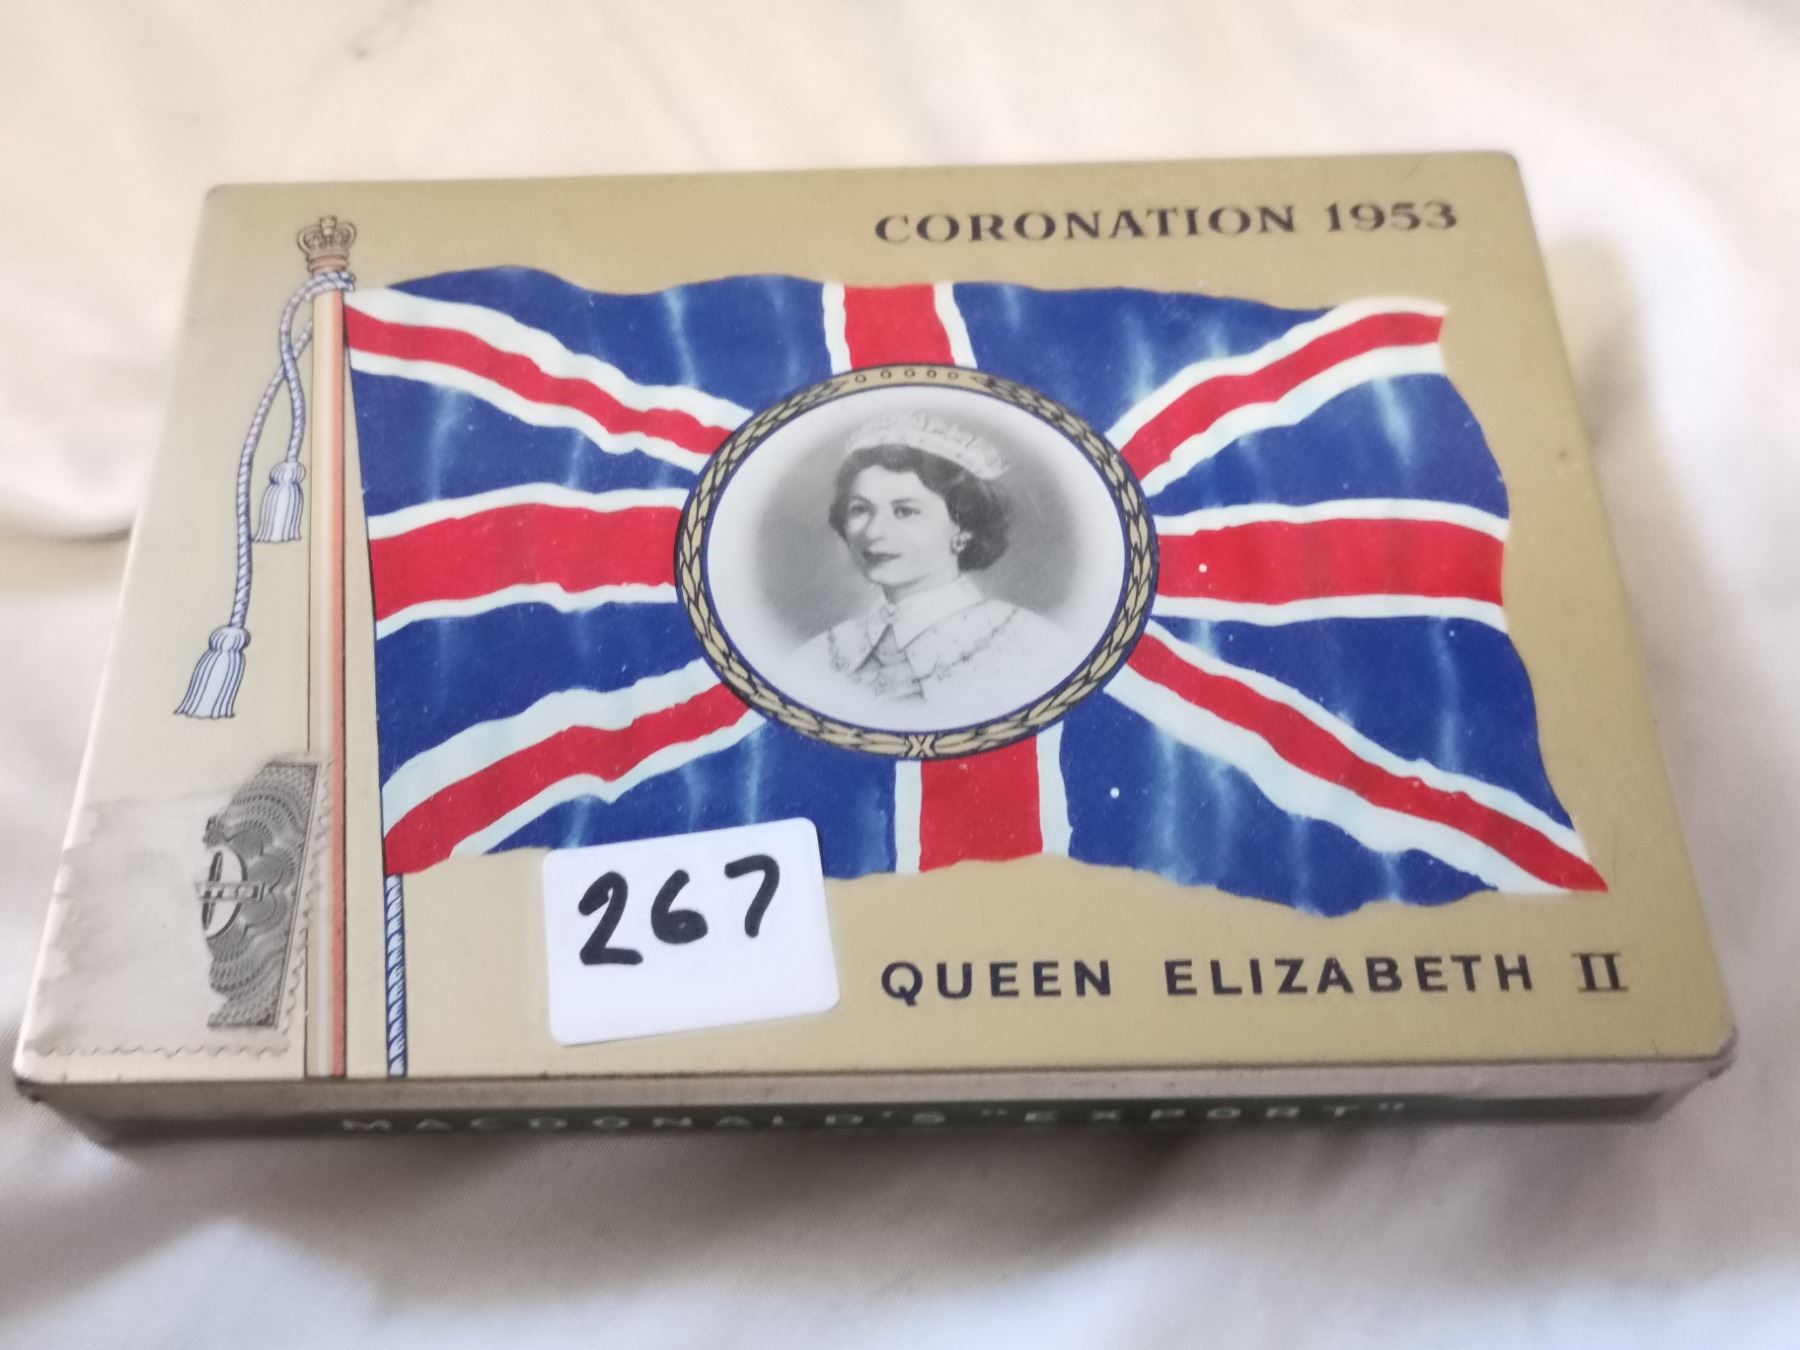 CORONATION 1953
267
QUEEN ELIZABETH II
MACDONALD'S "EXPORT"